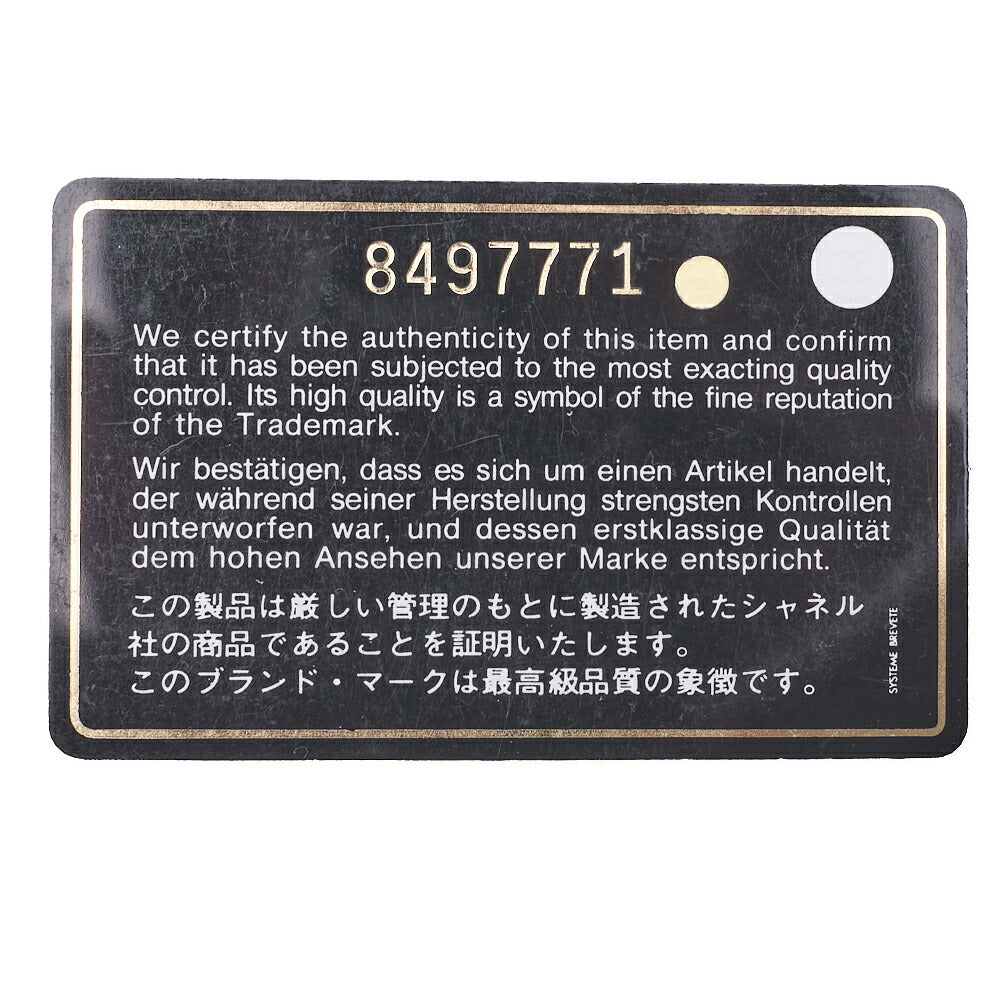 8497771
We certify the authenticity of this item and confirm
that it has been subjected to the most exacting quality
control. Its high quality is a symbol of the fine reputation
of the Trademark.
Wir bestätigen, dass es sich um einen Artikel handelt,
der während seiner Herstellung strengsten Kontrollen
unterworfen war, und dessen erstklassige Qualität
dem hohen Ansehen unserer Marke entspricht.
この製品は厳しい管理のもとに製造されたシャネル
社の商品であることを証明いたします。
このブランド・マークは最高級品質の象徴です。
SYSTEME BREVETE